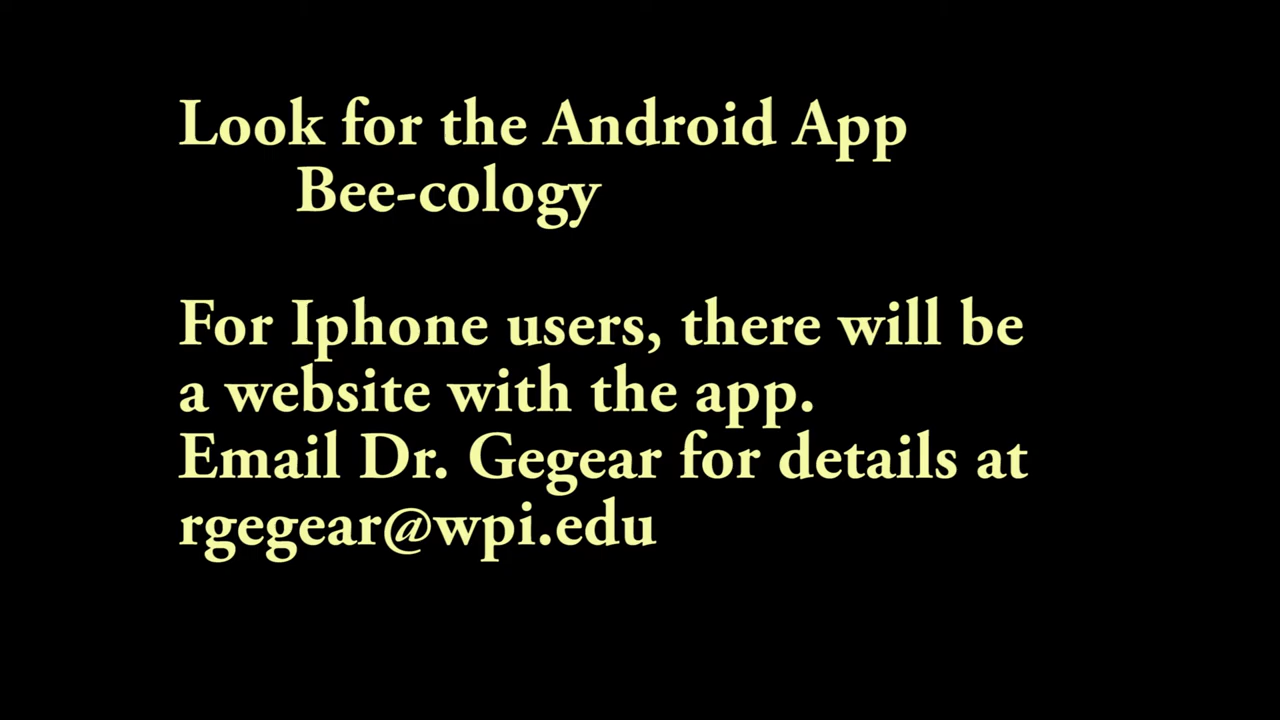 Look for the Android App
Bee-cology
For Iphone users, there will be
a website with the app.
Email Dr. Gegear for details at
rgegear@wpi.edu